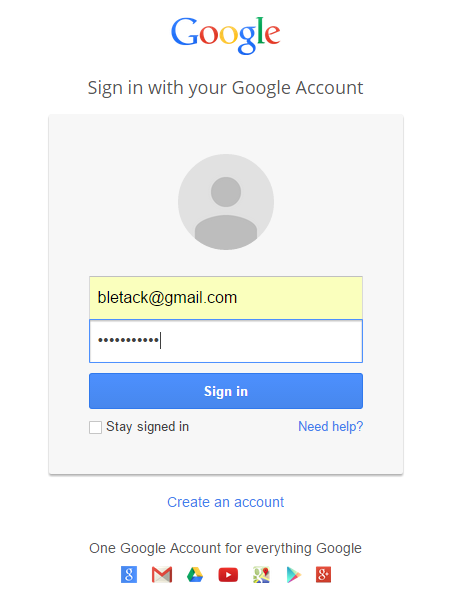 Google
Sign in with your Google Account
bletack@gmail.com
•••••••••••
Sign in
Stay signed in
Need help?
Create an account
One Google Account for everything Google